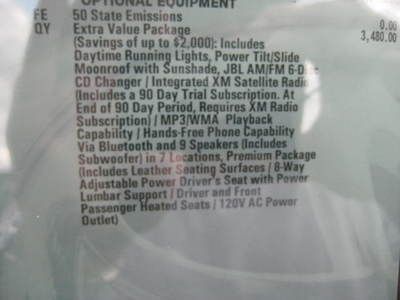 OPTIONAL EQUIPMENT
FE 50 State Emissions 0.00
QY Extra Value Package 3,480.00
(Savings of up to $2,000): Includes
Daytime Running Lights, Power Tilt/Slide
Moonroof with Sunshade, JBL AM/FM 6-Disc
CD Changer / Integrated XM Satellite Radio
(Includes a 90 Day Trial Subscription. At
End of 90 Day Period, Requires XM Radio
Subscription) / MP3/WMA Playback
Capability / Hands-Free Phone Capability
Via Bluetooth and 9 Speakers (Includes
Subwoofer) in 7 Locations, Premium Package
(Includes Leather Seating Surfaces / 8-Way
Adjustable Power Driver's Seat with Power
Lumbar Support / Driver and Front
Passenger Heated Seats / 120V AC Power
Outlet)